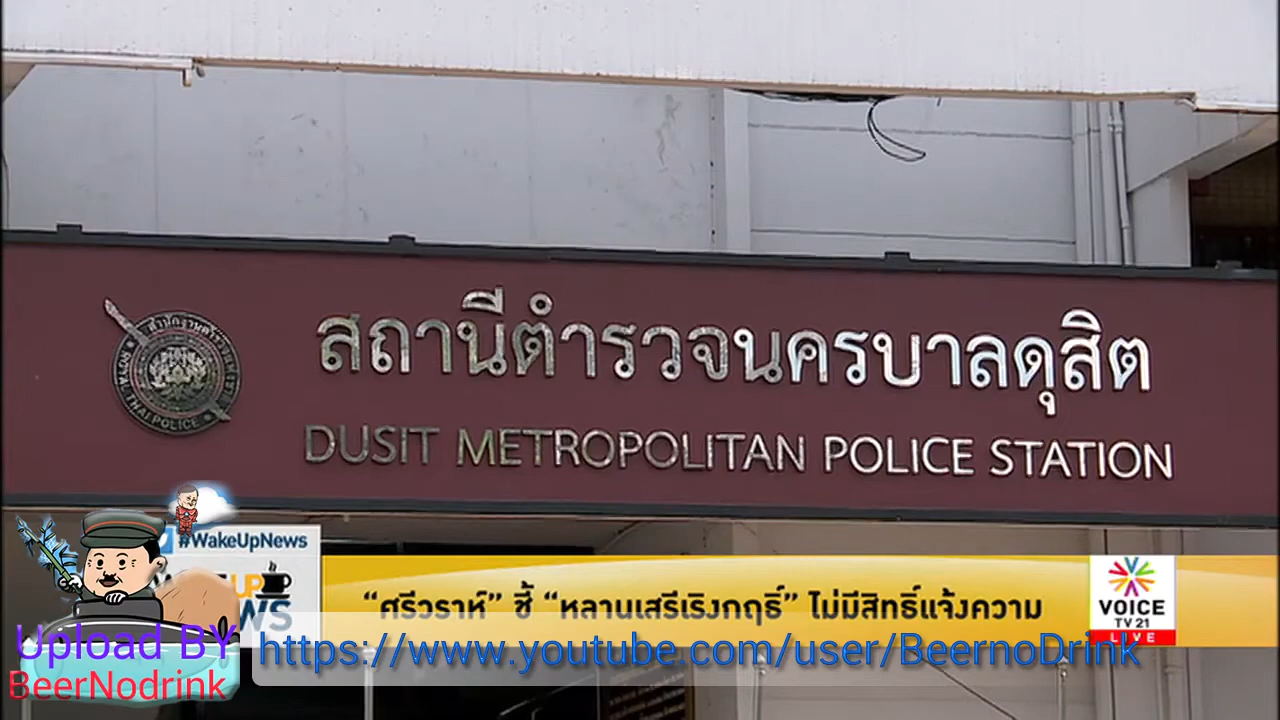 สถานีตำรวจนครบาลดุสิต
DUSIT METROPOLITAN POLICE STATION
ROYAL THAI POLICE
#WakeUpNews
“ศรีวราห์” ชี้ “หลานเสรีเริงฤทธิ์” ไม่มีสิทธิ์แจ้งความ
VOICE
TV 21
LIVE
Upload BY
BeerNodrink
https://www.youtube.com/user/BeernoDrink